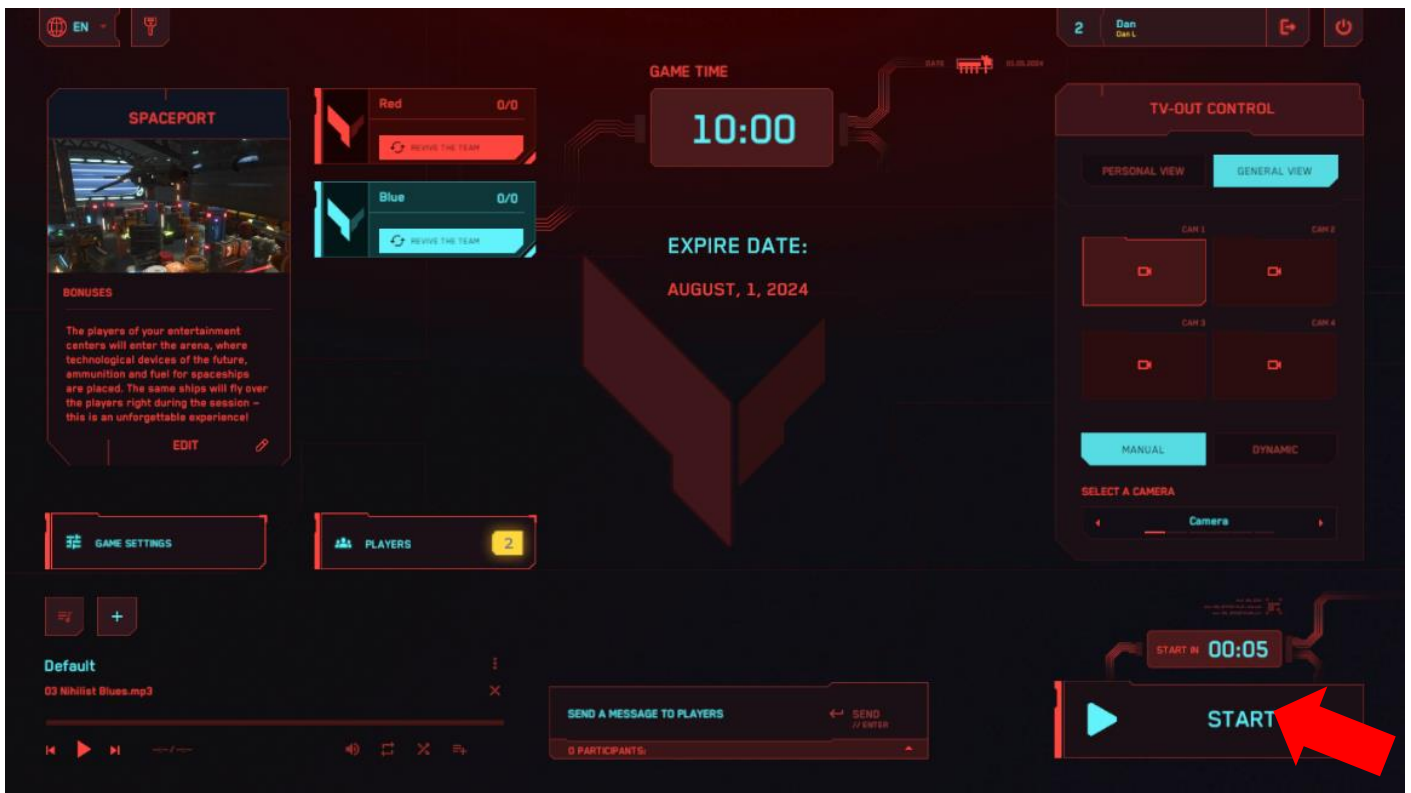 EN
2
Dan
Dan L
SPACEPORT
BONUSES
The players of your entertainment
centers will enter the arena, where
technological devices of the future,
ammunition and fuel for spaceships
are placed. The same ships will fly over
the players right during the session –
this is an unforgettable experience!
EDIT
Red 0/0
REVIVE THE TEAM
Blue 0/0
REVIVE THE TEAM
GAME TIME
10:00
DATE 01.05.2024
EXPIRE DATE:
AUGUST, 1, 2024
TV-OUT CONTROL
PERSONAL VIEW GENERAL VIEW
CAM 1 CAM 2
CAM 3 CAM 4
MANUAL DYNAMIC
SELECT A CAMERA
Camera
GAME SETTINGS
PLAYERS 2
Default
03 Nihilist Blues.mp3
--:-- / --:--
SEND A MESSAGE TO PLAYERS
SEND
// ENTER
0 PARTICIPANTS:
START IN 00:05
START